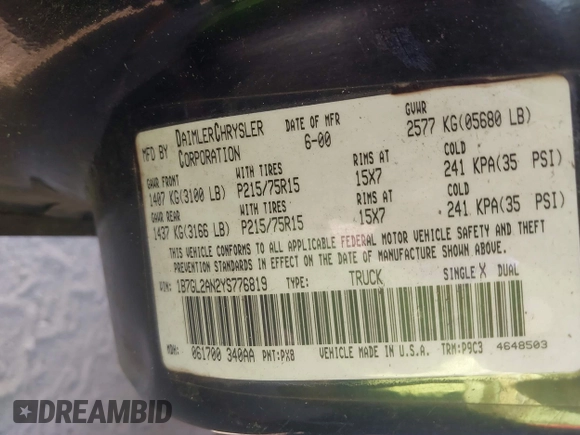 MFD BY DAIMLERCHRYSLER CORPORATION DATE OF MFR 6-00 GVWR 2577 KG(05680 LB)
GAWR FRONT WITH TIRES RIMS AT COLD
1407 KG(3100 LB) P215/75R15 15X7 241 KPA(35 PSI)
GAWR REAR WITH TIRES RIMS AT COLD
1437 KG(3166 LB) P215/75R15 15X7 241 KPA(35 PSI)
THIS VEHICLE CONFORMS TO ALL APPLICABLE FEDERAL MOTOR VEHICLE SAFETY AND THEFT
PREVENTION STANDARDS IN EFFECT ON THE DATE OF MANUFACTURE SHOWN ABOVE.
VIN: 1B7GL2AN2YS776819 TYPE: TRUCK SINGLE X DUAL
MDH: 061700 340AA PNT:PX8 VEHICLE MADE IN U.S.A. TRM:P9C3 4648503
DREAMBID